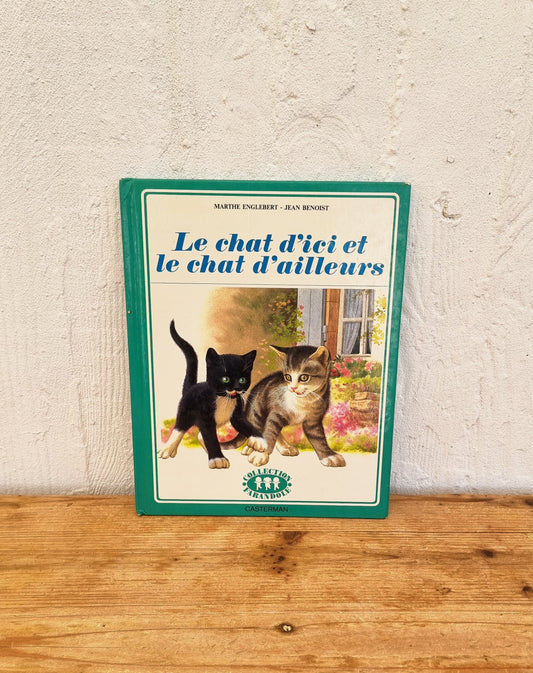 MARTHE ENGLEBERT - JEAN BENOIST
Le chat d'ici et
le chat d'ailleurs
COLLECTION
FARANDOLE
CASTERMAN